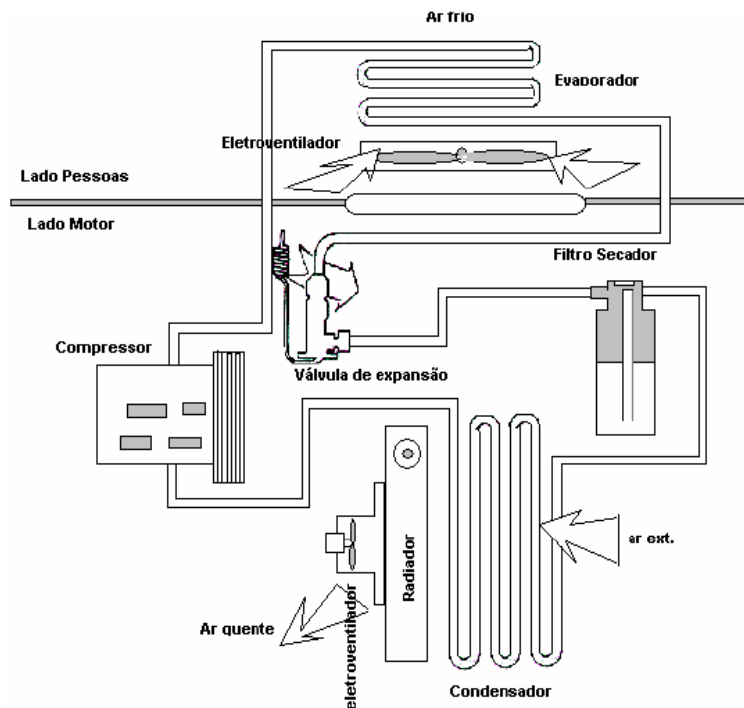 Ar frio
Evaporador
Eletroventilador
Lado Pessoas
Lado Motor
Filtro Secador
Compressor
Válvula de expansão
ar ext.
Radiador
eletroventilador
Ar quente
Condensador